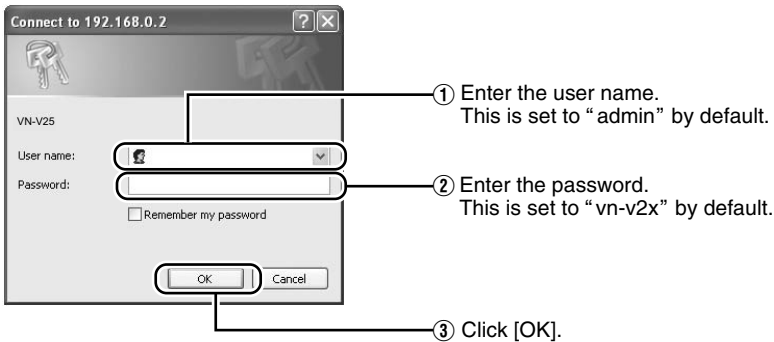 Connect to 192.168.0.2
VN-V25
User name:
Password:
Remember my password
OK Cancel
① Enter the user name.
This is set to “admin” by default.
② Enter the password.
This is set to “vn-v2x” by default.
③ Click [OK].